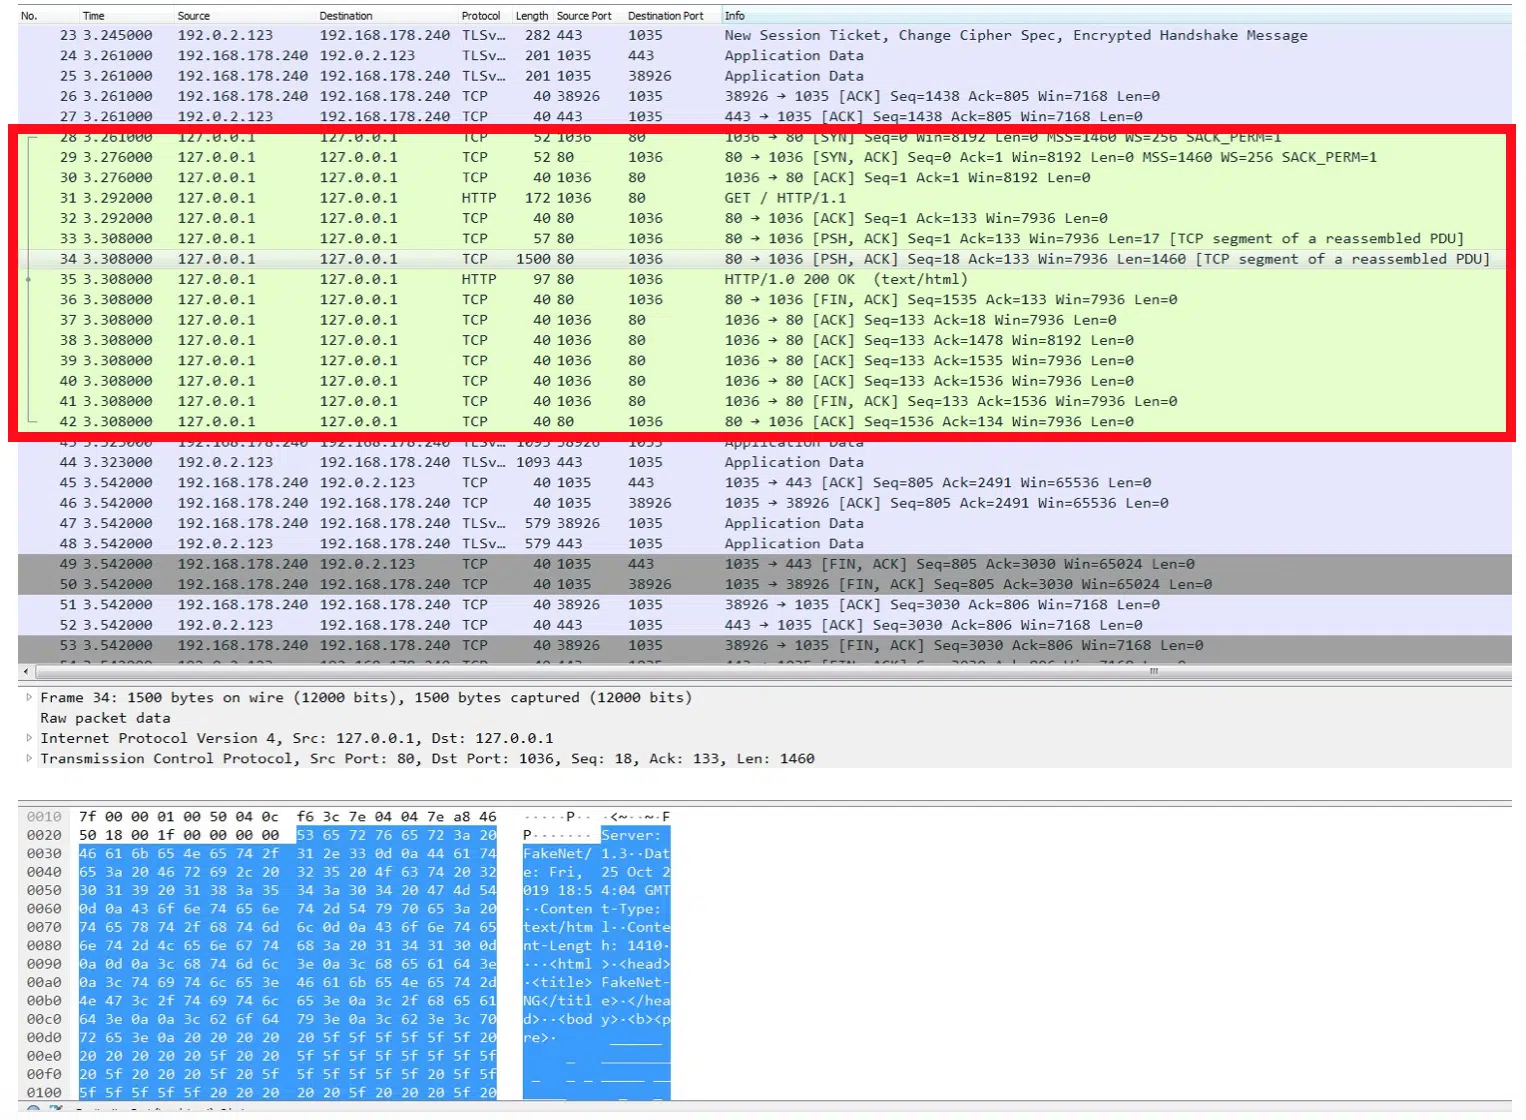 No. Time Source Destination Protocol Length Source Port Destination Port Info
23 3.245000 192.0.2.123 192.168.178.240 TLSv… 282 443 1035 New Session Ticket, Change Cipher Spec, Encrypted Handshake Message
24 3.261000 192.168.178.240 192.0.2.123 TLSv… 201 1035 443 Application Data
25 3.261000 192.168.178.240 192.168.178.240 TLSv… 201 1035 38926 Application Data
26 3.261000 192.168.178.240 192.168.178.240 TCP 40 38926 1035 38926 → 1035 [ACK] Seq=1438 Ack=805 Win=7168 Len=0
27 3.261000 192.0.2.123 192.168.178.240 TCP 40 443 1035 443 → 1035 [ACK] Seq=1438 Ack=805 Win=7168 Len=0
28 3.261000 127.0.0.1 127.0.0.1 TCP 52 1036 80 1036 → 80 [SYN] Seq=0 Win=8192 Len=0 MSS=1460 WS=256 SACK_PERM=1
29 3.276000 127.0.0.1 127.0.0.1 TCP 52 80 1036 80 → 1036 [SYN, ACK] Seq=0 Ack=1 Win=8192 Len=0 MSS=1460 WS=256 SACK_PERM=1
30 3.276000 127.0.0.1 127.0.0.1 TCP 40 1036 80 1036 → 80 [ACK] Seq=1 Ack=1 Win=8192 Len=0
31 3.292000 127.0.0.1 127.0.0.1 HTTP 172 1036 80 GET / HTTP/1.1
32 3.292000 127.0.0.1 127.0.0.1 TCP 40 80 1036 80 → 1036 [ACK] Seq=1 Ack=133 Win=7936 Len=0
33 3.308000 127.0.0.1 127.0.0.1 TCP 57 80 1036 80 → 1036 [PSH, ACK] Seq=1 Ack=133 Win=7936 Len=17 [TCP segment of a reassembled PDU]
34 3.308000 127.0.0.1 127.0.0.1 TCP 1500 80 1036 80 → 1036 [PSH, ACK] Seq=18 Ack=133 Win=7936 Len=1460 [TCP segment of a reassembled PDU]
35 3.308000 127.0.0.1 127.0.0.1 HTTP 97 80 1036 HTTP/1.0 200 OK (text/html)
36 3.308000 127.0.0.1 127.0.0.1 TCP 40 80 1036 80 → 1036 [FIN, ACK] Seq=1535 Ack=133 Win=7936 Len=0
37 3.308000 127.0.0.1 127.0.0.1 TCP 40 1036 80 1036 → 80 [ACK] Seq=133 Ack=18 Win=7936 Len=0
38 3.308000 127.0.0.1 127.0.0.1 TCP 40 1036 80 1036 → 80 [ACK] Seq=133 Ack=1478 Win=8192 Len=0
39 3.308000 127.0.0.1 127.0.0.1 TCP 40 1036 80 1036 → 80 [ACK] Seq=133 Ack=1535 Win=7936 Len=0
40 3.308000 127.0.0.1 127.0.0.1 TCP 40 1036 80 1036 → 80 [ACK] Seq=133 Ack=1536 Win=7936 Len=0
41 3.308000 127.0.0.1 127.0.0.1 TCP 40 1036 80 1036 → 80 [FIN, ACK] Seq=133 Ack=1536 Win=7936 Len=0
42 3.308000 127.0.0.1 127.0.0.1 TCP 40 80 1036 80 → 1036 [ACK] Seq=1536 Ack=134 Win=7936 Len=0
43 3.323000 192.168.178.240 192.168.178.240 TLSv… 1093 38926 1035 Application Data
44 3.323000 192.0.2.123 192.168.178.240 TLSv… 1093 443 1035 Application Data
45 3.542000 192.168.178.240 192.0.2.123 TCP 40 1035 443 1035 → 443 [ACK] Seq=805 Ack=2491 Win=65536 Len=0
46 3.542000 192.168.178.240 192.168.178.240 TCP 40 1035 38926 1035 → 38926 [ACK] Seq=805 Ack=2491 Win=65536 Len=0
47 3.542000 192.168.178.240 192.168.178.240 TLSv… 579 38926 1035 Application Data
48 3.542000 192.0.2.123 192.168.178.240 TLSv… 579 443 1035 Application Data
49 3.542000 192.168.178.240 192.0.2.123 TCP 40 1035 443 1035 → 443 [FIN, ACK] Seq=805 Ack=3030 Win=65024 Len=0
50 3.542000 192.168.178.240 192.168.178.240 TCP 40 1035 38926 1035 → 38926 [FIN, ACK] Seq=805 Ack=3030 Win=65024 Len=0
51 3.542000 192.168.178.240 192.168.178.240 TCP 40 38926 1035 38926 → 1035 [ACK] Seq=3030 Ack=806 Win=7168 Len=0
52 3.542000 192.0.2.123 192.168.178.240 TCP 40 443 1035 443 → 1035 [ACK] Seq=3030 Ack=806 Win=7168 Len=0
53 3.542000 192.168.178.240 192.168.178.240 TCP 40 38926 1035 38926 → 1035 [FIN, ACK] Seq=3030 Ack=806 Win=7168 Len=0
Frame 34: 1500 bytes on wire (12000 bits), 1500 bytes captured (12000 bits)
Raw packet data
Internet Protocol Version 4, Src: 127.0.0.1, Dst: 127.0.0.1
Transmission Control Protocol, Src Port: 80, Dst Port: 1036, Seq: 18, Ack: 133, Len: 1460
0010 7f 00 00 01 00 50 04 0c f6 3c 7e 04 04 7e a8 46 ·····P·· ·<~··~·F
0020 50 18 00 1f 00 00 00 00 53 65 72 76 65 72 3a 20 P······· Server:
0030 46 61 6b 65 4e 65 74 2f 31 2e 33 0d 0a 44 61 74 FakeNet/ 1.3··Dat
0040 65 3a 20 46 72 69 2c 20 32 35 20 4f 63 74 20 32 e: Fri, 25 Oct 2
0050 30 31 39 20 31 38 3a 35 34 3a 30 34 20 47 4d 54 019 18:5 4:04 GMT
0060 0d 0a 43 6f 6e 74 65 6e 74 2d 54 79 70 65 3a 20 ··Conten t-Type:
0070 74 65 78 74 2f 68 74 6d 6c 0d 0a 43 6f 6e 74 65 text/htm l··Conte
0080 6e 74 2d 4c 65 6e 67 74 68 3a 20 31 34 31 30 0d nt-Lengt h: 1410·
0090 0a 0d 0a 3c 68 74 6d 6c 3e 0a 3c 68 65 61 64 3e ···<html >·<head>
00a0 0a 3c 74 69 74 6c 65 3e 46 61 6b 65 4e 65 74 2d ·<title> FakeNet-
00b0 4e 47 3c 2f 74 69 74 6c 65 3e 0a 3c 2f 68 65 61 NG</titl e>·</hea
00c0 64 3e 0a 0a 3c 62 6f 64 79 3e 0a 3c 62 3e 3c 70 d>··<bod y>·<b><p
00d0 72 65 3e 0a 20 20 20 20 20 5f 5f 5f 5f 5f 5f 20 re>· ______
00e0 20 20 20 20 20 5f 20 20 5f 5f 5f 5f 5f 5f 5f 5f _ ________
00f0 20 5f 20 20 20 5f 20 5f 5f 5f 5f 5f 5f 20 5f 5f _ _ _ _____ __
0100 5f 5f 5f 5f 5f 20 20 20 20 20 5f 20 20 20 5f 20 _____ _ _